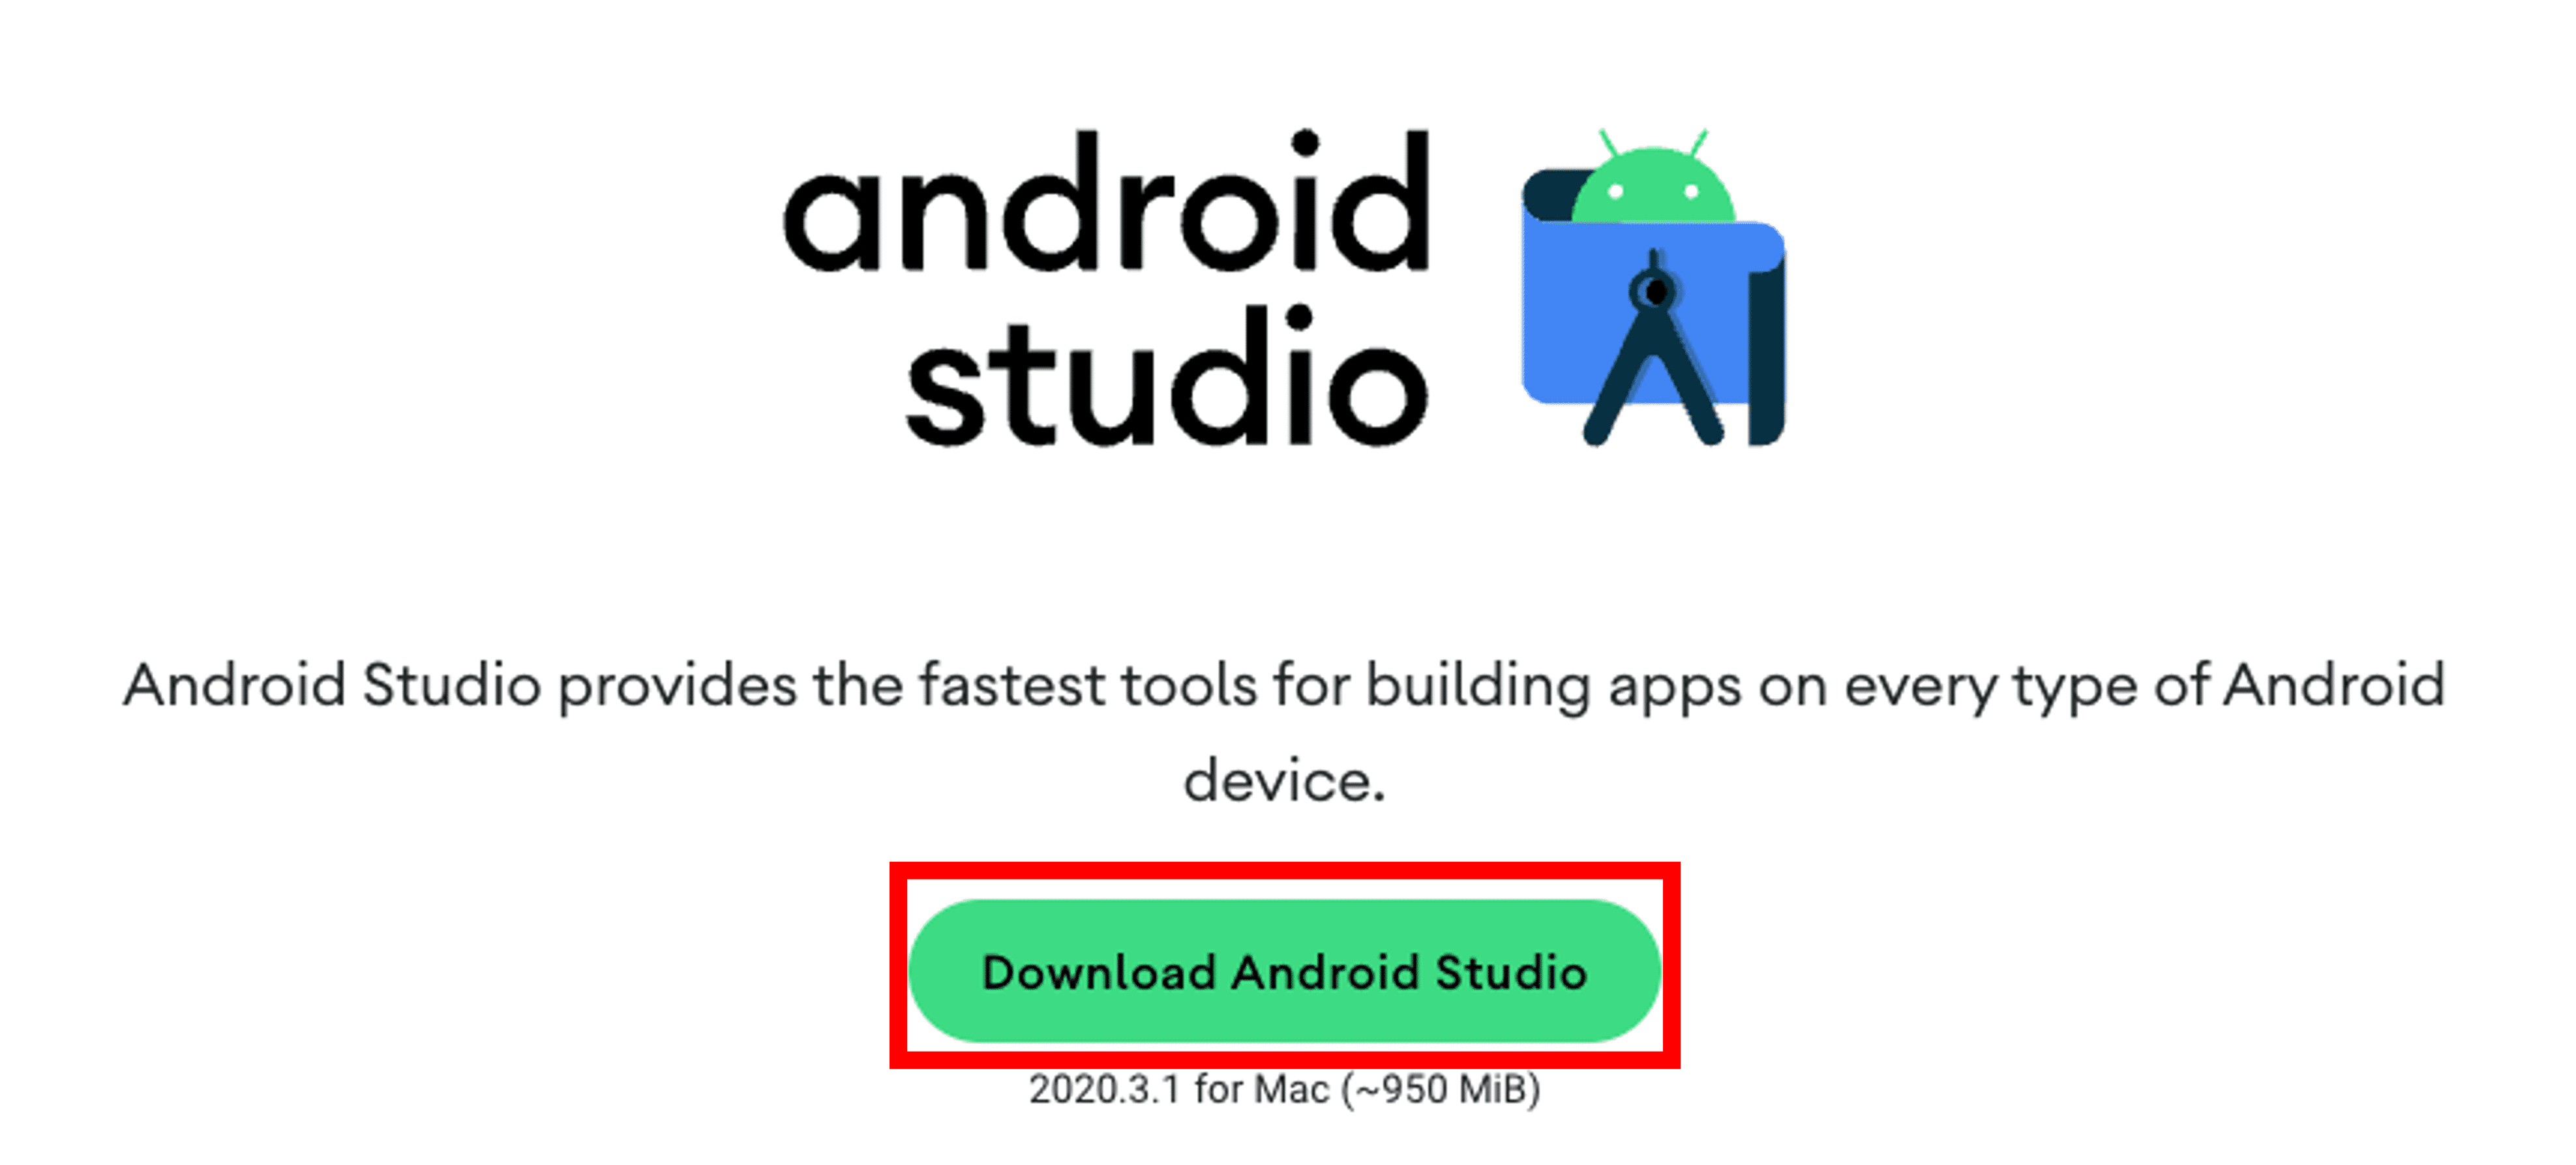 android
studio
Android Studio provides the fastest tools for building apps on every type of Android
device.
Download Android Studio
2020.3.1 for Mac (~950 MiB)